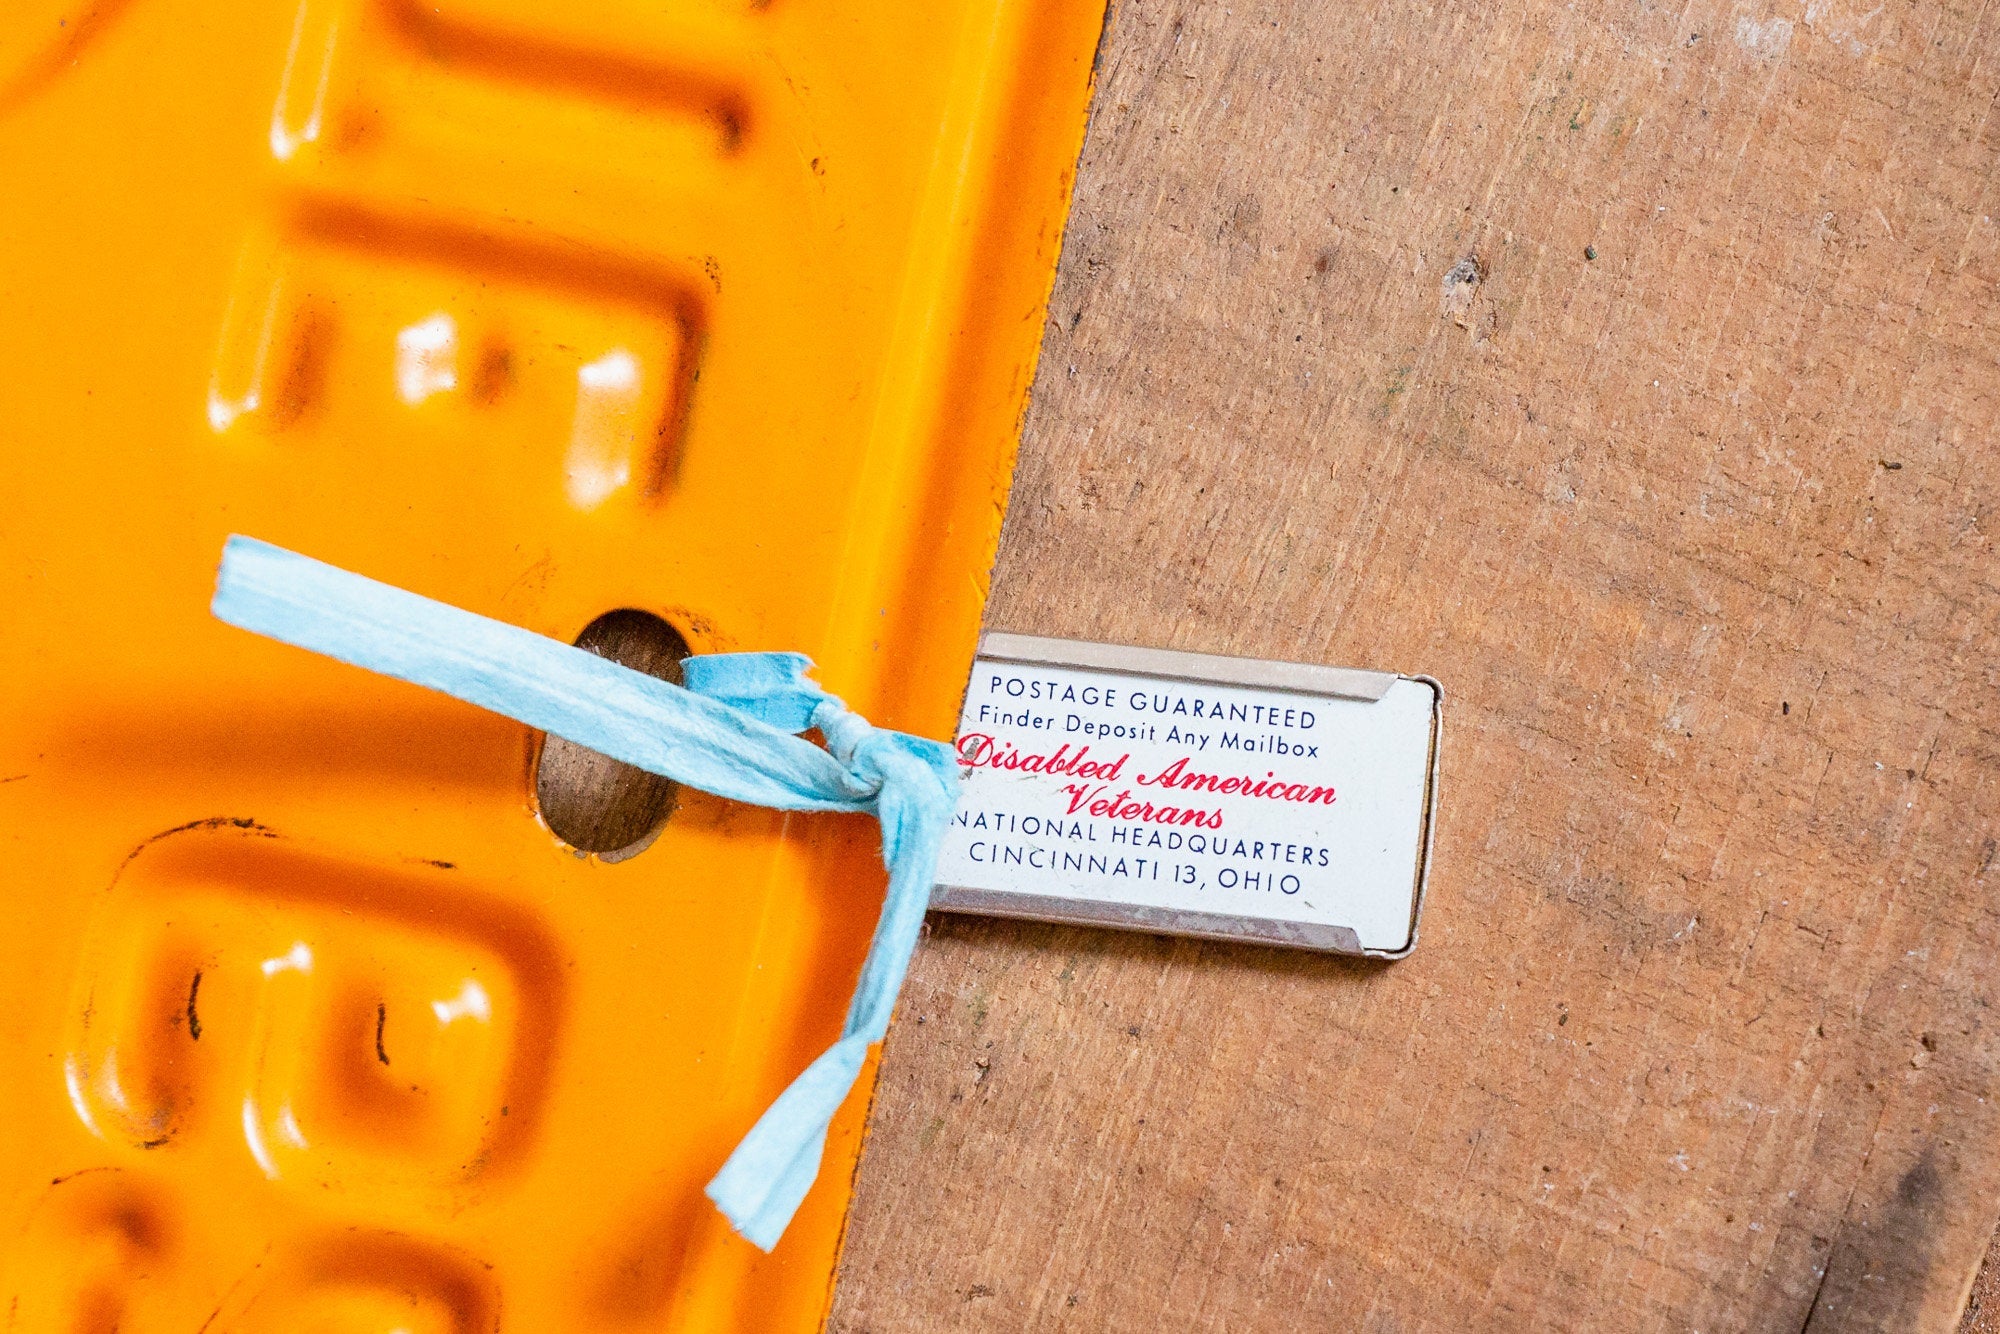 POSTAGE GUARANTEED
Finder Deposit Any Mailbox
Disabled American
Veterans
NATIONAL HEADQUARTERS
CINCINNATI 13, OHIO